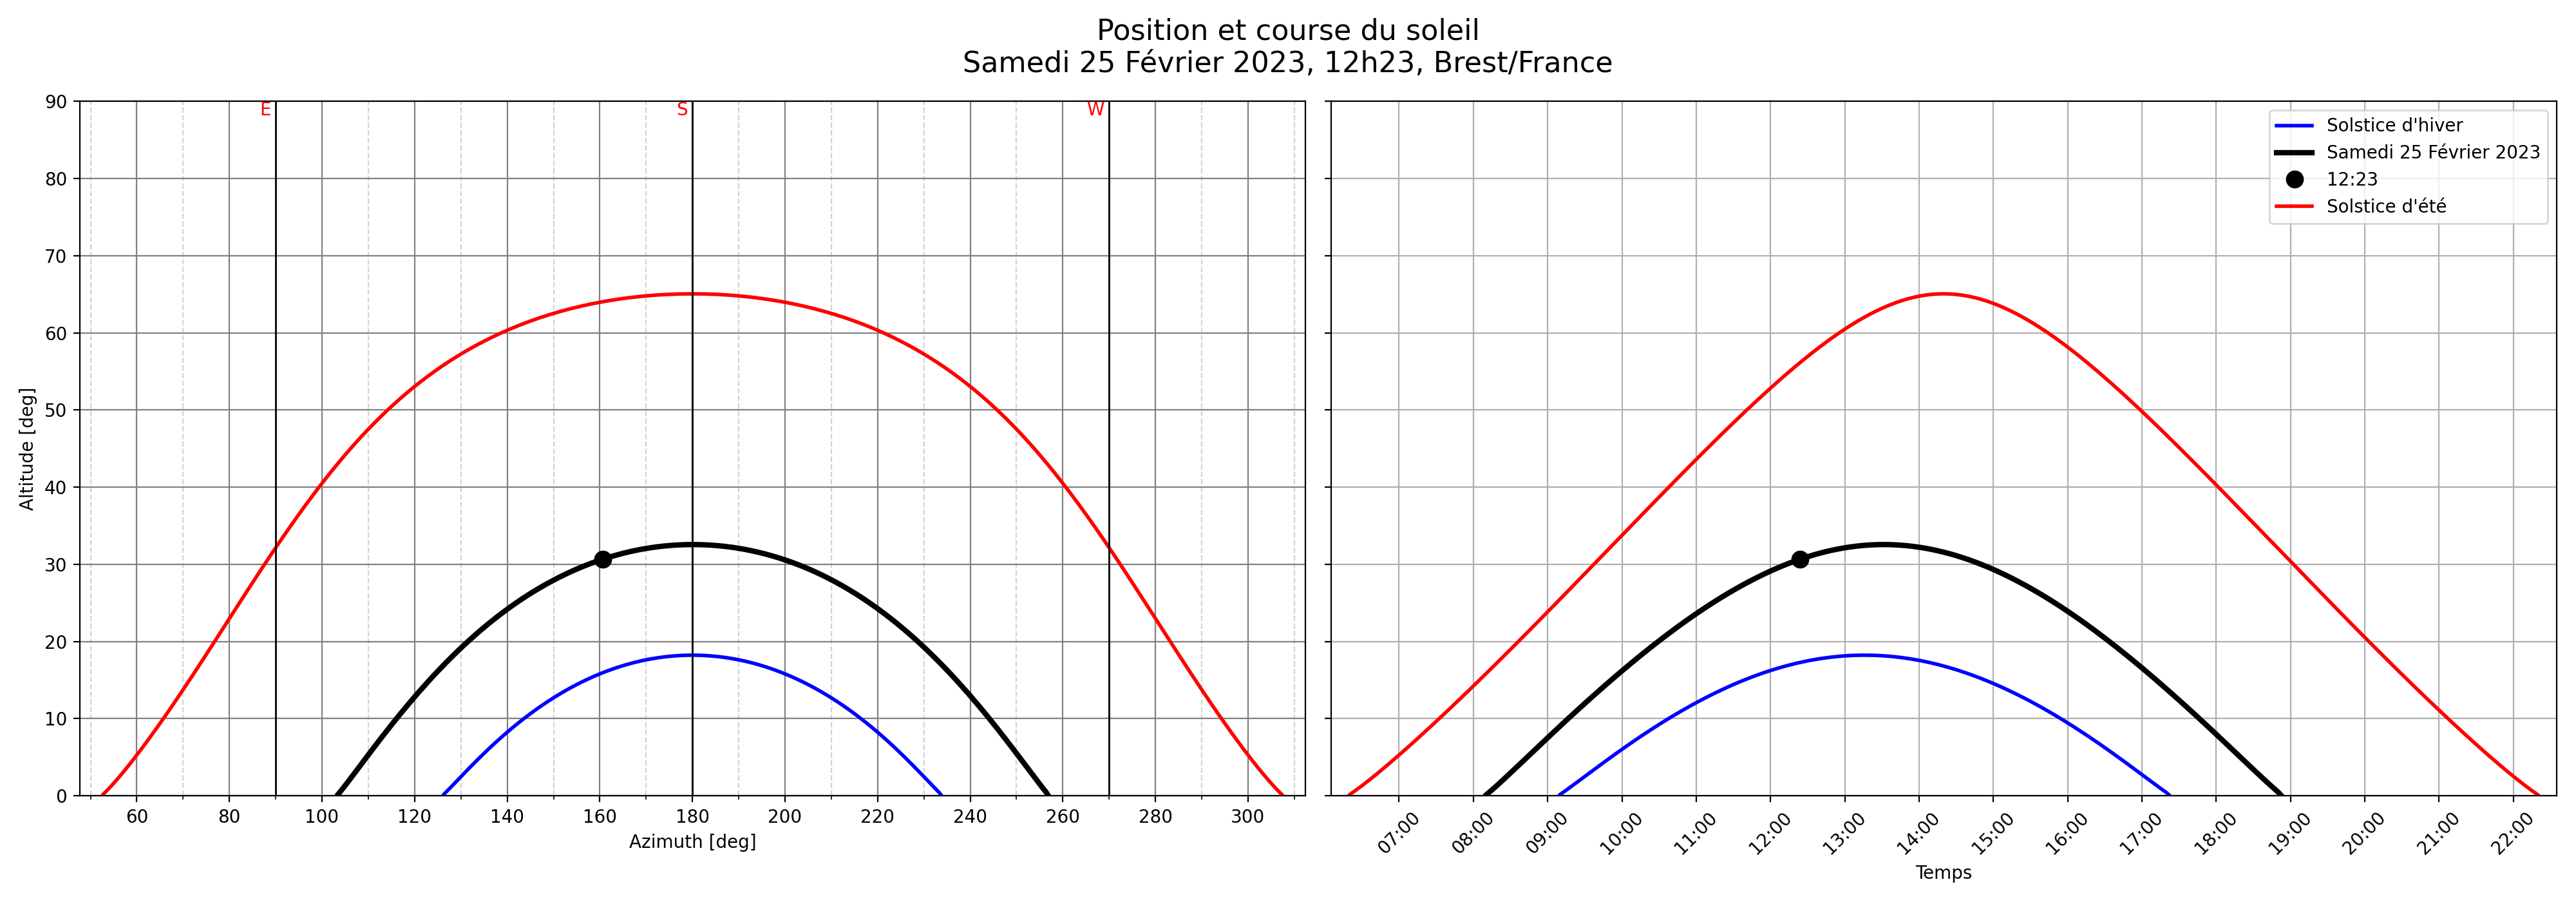 Position et course du soleil
Samedi 25 Février 2023, 12h23, Brest/France
E
S
W
90
80
70
60
50
40
30
20
10
0
Altitude [deg]
60 80 100 120 140 160 180 200 220 240 260 280 300
Azimuth [deg]
Solstice d'hiver
Samedi 25 Février 2023
12:23
Solstice d'été
07:00 08:00 09:00 10:00 11:00 12:00 13:00 14:00 15:00 16:00 17:00 18:00 19:00 20:00 21:00 22:00
Temps